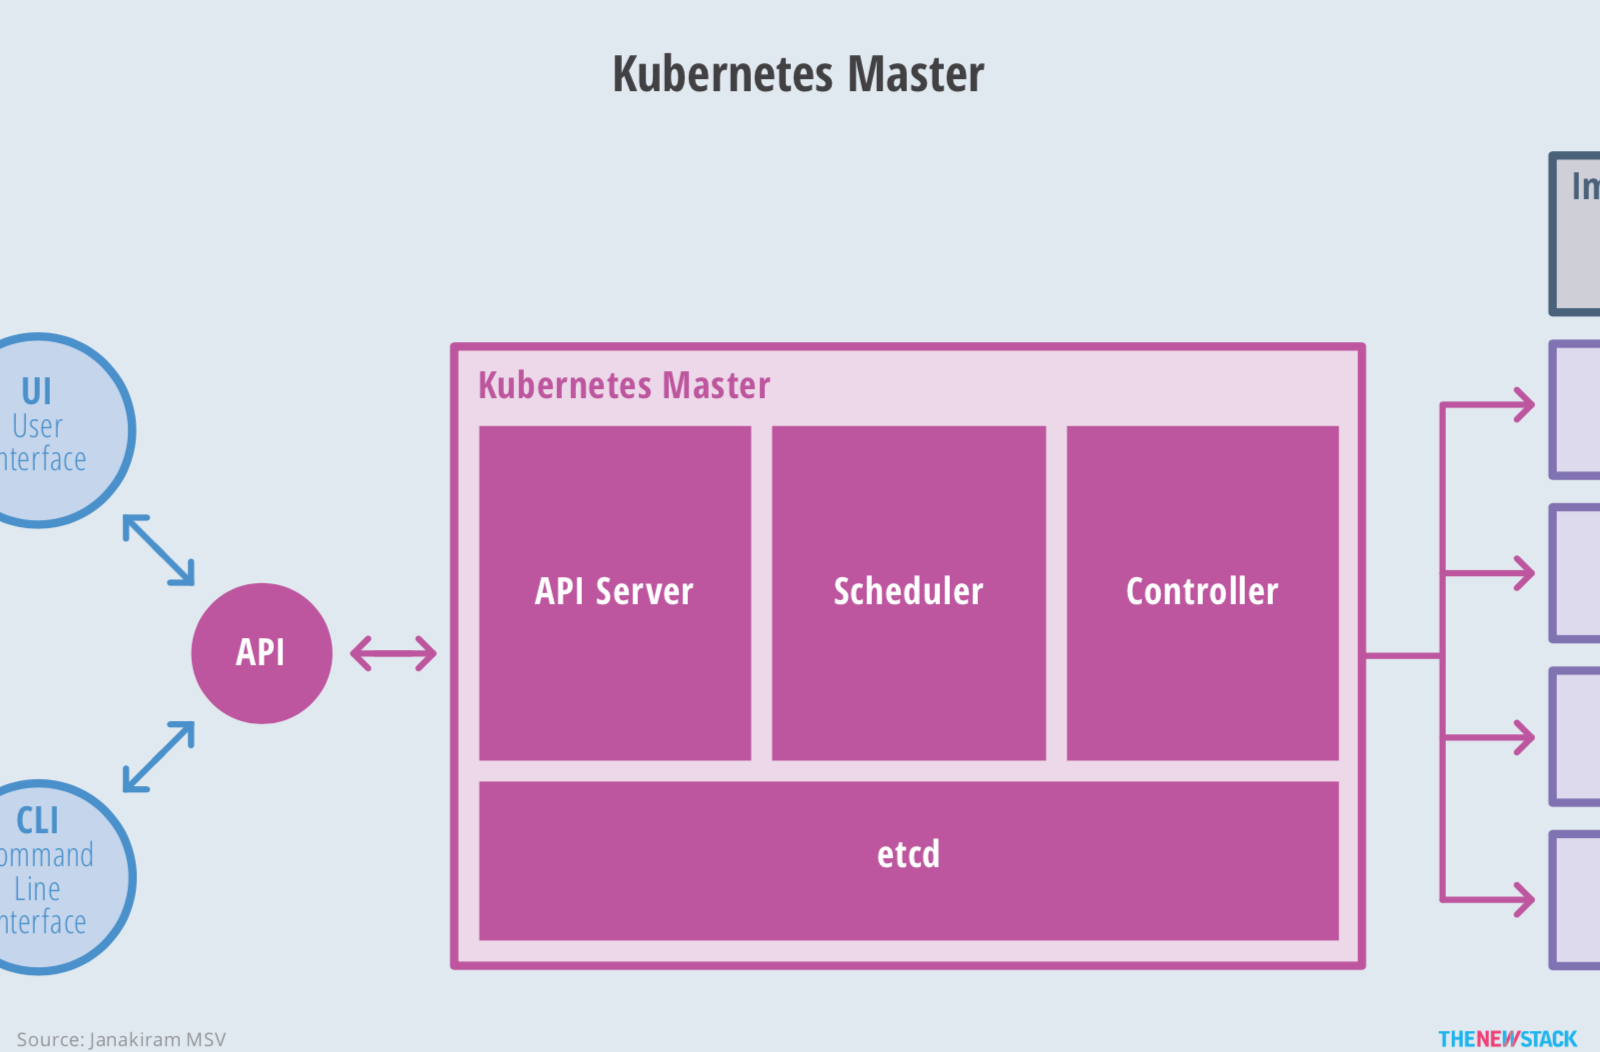 Kubernetes Master
Im
UI
User
nterface
API
CLI
ommand
Line
nterface
Kubernetes Master
API Server
Scheduler
Controller
etcd
Source: Janakiram MSV
THENEWSTACK